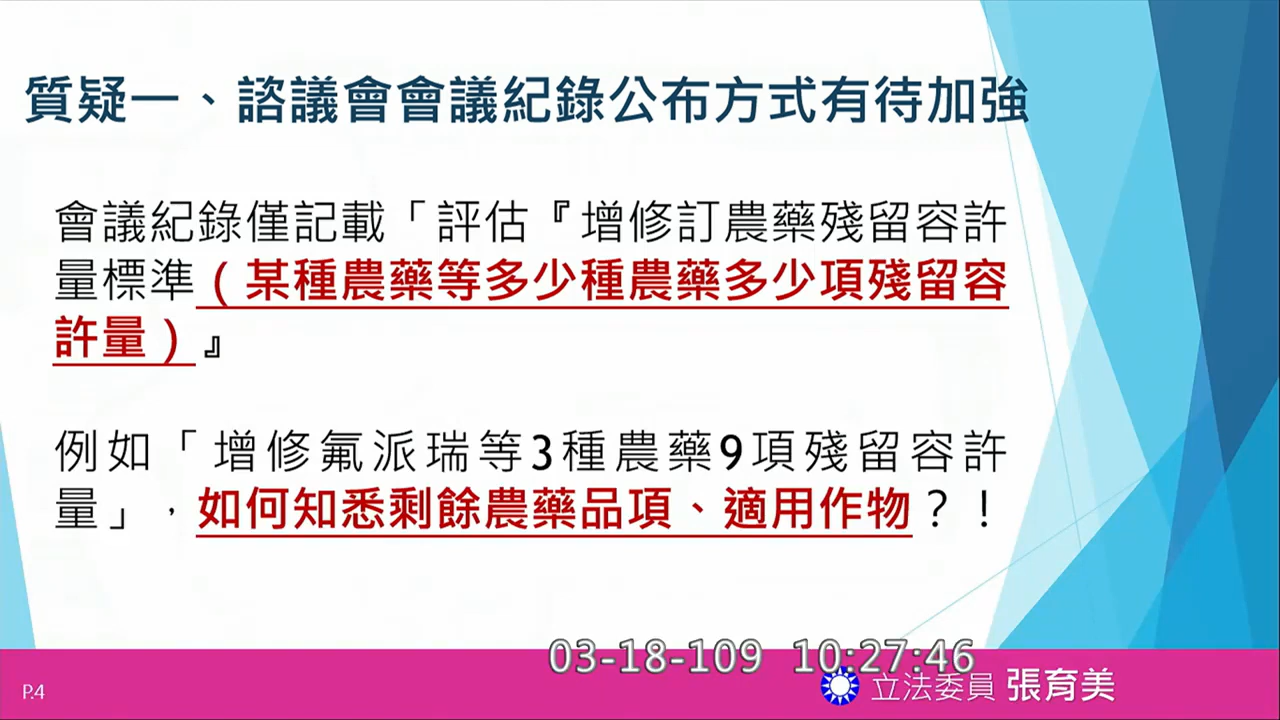 質疑一、諮議會會議紀錄公布方式有待加強
會議紀錄僅記載「評估『增修訂農藥殘留容許
量標準（某種農藥等多少種農藥多少項殘留容
許量）』
例如「增修氟派瑞等3種農藥9項殘留容許
量」，如何知悉剩餘農藥品項、適用作物？！
03-18-109 10:27:46
P.4
立法委員 張育美